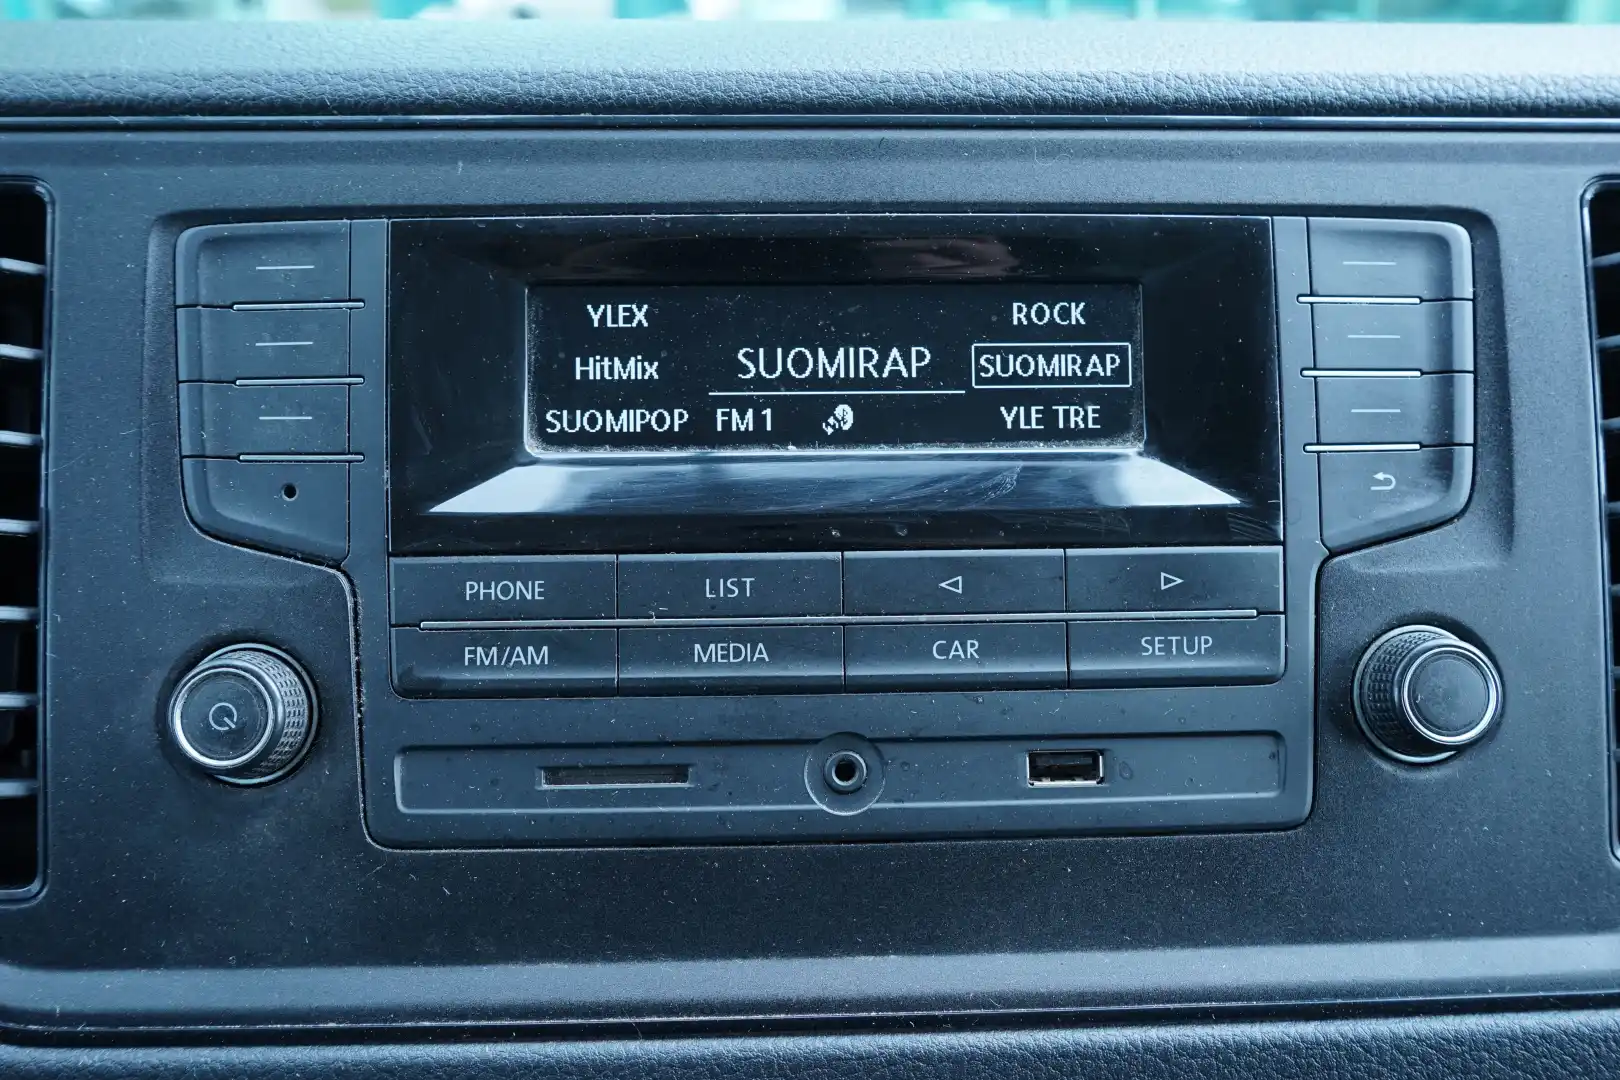 YLEX
HitMix
SUOMIPOP
SUOMIRAP
FM 1
ROCK
SUOMIRAP
YLE TRE
PHONE
LIST
FM/AM
MEDIA
CAR
SETUP